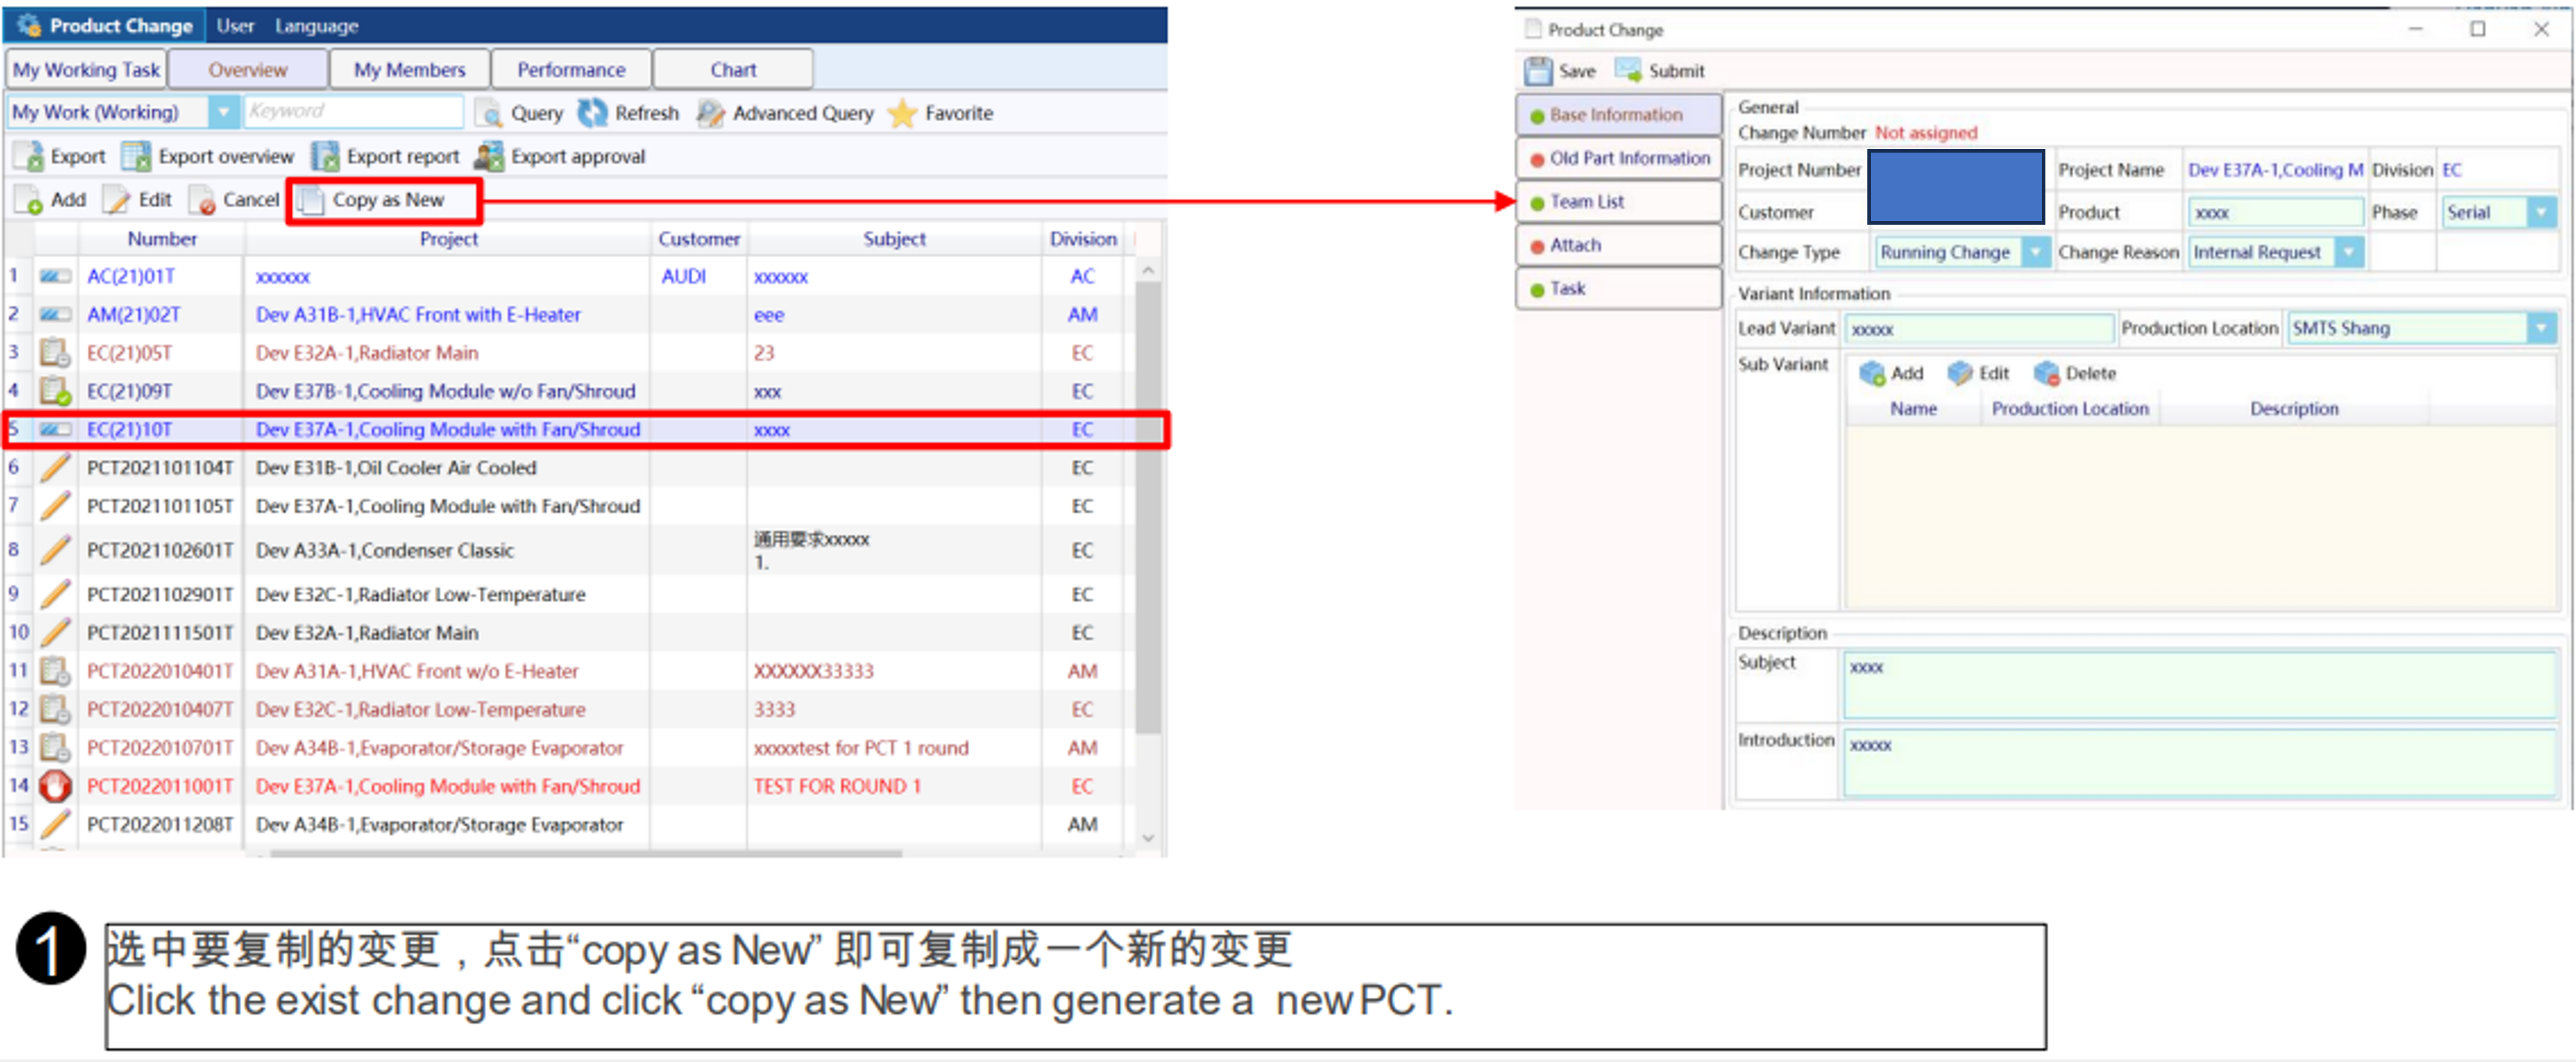 Product Change User Language
My Working Task Overview My Members Performance Chart
My Work (Working) Keyword Query Refresh Advanced Query Favorite
Export Export overview Export report Export approval
Add Edit Cancel Copy as New
Number Project Customer Subject Division
1 AC(21)01T xxxxxx AUDI xxxxxx AC
2 AM(21)02T Dev A31B-1,HVAC Front with E-Heater eee AM
3 EC(21)05T Dev E32A-1,Radiator Main 23 EC
4 EC(21)09T Dev E37B-1,Cooling Module w/o Fan/Shroud xxx EC
5 EC(21)10T Dev E37A-1,Cooling Module with Fan/Shroud xxxx EC
6 PCT2021101104T Dev E31B-1,Oil Cooler Air Cooled EC
7 PCT2021101105T Dev E37A-1,Cooling Module with Fan/Shroud EC
8 PCT2021102601T Dev A33A-1,Condenser Classic 通用要求xxxxx EC
1.
9 PCT2021102901T Dev E32C-1,Radiator Low-Temperature EC
10 PCT2021111501T Dev E32A-1,Radiator Main EC
11 PCT2022010401T Dev A31A-1,HVAC Front w/o E-Heater XXXXXX33333 AM
12 PCT2022010407T Dev E32C-1,Radiator Low-Temperature 3333 EC
13 PCT2022010701T Dev A34B-1,Evaporator/Storage Evaporator xxxxxtest for PCT 1 round AM
14 PCT2022011001T Dev E37A-1,Cooling Module with Fan/Shroud TEST FOR ROUND 1 EC
15 PCT2022011208T Dev A34B-1,Evaporator/Storage Evaporator AM
Product Change
Save Submit
Base Information
Old Part Information
Team List
Attach
Task
General
Change Number Not assigned
Project Number Project Name Dev E37A-1,Cooling M Division EC
Customer Product xxxx Phase Serial
Change Type Running Change Change Reason Internal Request
Variant Information
Lead Variant xxxxx Production Location SMTS Shang
Sub Variant Add Edit Delete
Name Production Location Description
Description
Subject xxxx
Introduction xxxxx
1 选中要复制的变更，点击“copy as New” 即可复制成一个新的变更
Click the exist change and click “copy as New” then generate a new PCT.